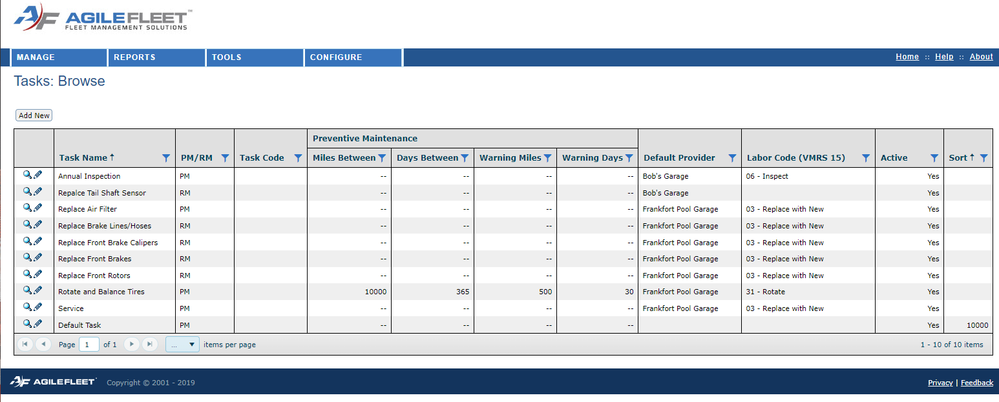 AF AGILEFLEET™
FLEET MANAGEMENT SOLUTIONS
MANAGE REPORTS TOOLS CONFIGURE Home :: Help :: About
Tasks: Browse
Add New
Preventive Maintenance
Task Name ↑ PM/RM Task Code Miles Between Days Between Warning Miles Warning Days Default Provider Labor Code (VMRS 15) Active Sort ↑
Annual Inspection PM -- -- -- -- Bob's Garage 06 - Inspect Yes
Repalce Tail Shaft Sensor RM -- -- -- -- Bob's Garage Yes
Replace Air Filter PM -- -- -- -- Frankfort Pool Garage 03 - Replace with New Yes
Replace Brake Lines/Hoses RM -- -- -- -- Frankfort Pool Garage 03 - Replace with New Yes
Replace Front Brake Calipers RM -- -- -- -- Frankfort Pool Garage 03 - Replace with New Yes
Replace Front Brakes RM -- -- -- -- Frankfort Pool Garage 03 - Replace with New Yes
Replace Front Rotors RM -- -- -- -- Frankfort Pool Garage 03 - Replace with New Yes
Rotate and Balance Tires PM 10000 365 500 30 Frankfort Pool Garage 31 - Rotate Yes
Service PM -- -- -- -- Frankfort Pool Garage 03 - Replace with New Yes
Default Task PM -- -- -- -- Yes 10000
Page 1 of 1 ... items per page 1 - 10 of 10 items
AF AGILEFLEET Copyright © 2001 - 2019 Privacy | Feedback